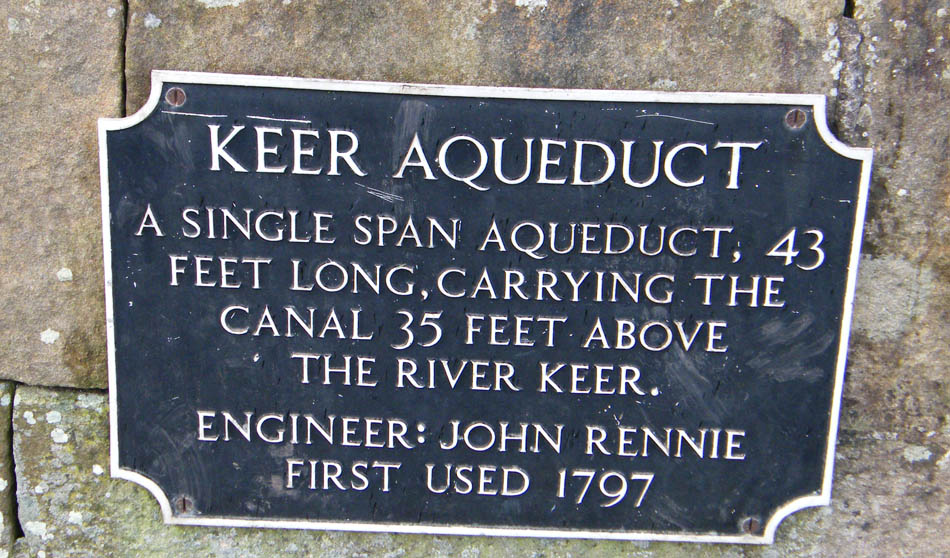 KEER AQUEDUCT
A SINGLE SPAN AQUEDUCT, 43
FEET LONG, CARRYING THE
CANAL 35 FEET ABOVE
THE RIVER KEER.
ENGINEER: JOHN RENNIE
FIRST USED 1797